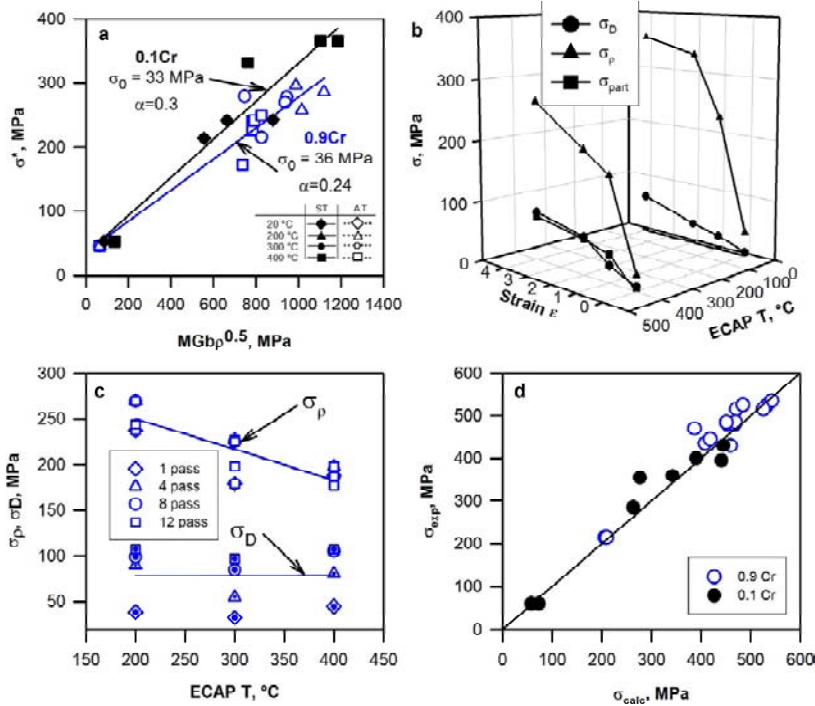 a
0.1Cr
σ0 = 33 MPa
α=0.3
0.9Cr
σ0 = 36 MPa
α=0.24
ST AT
20 °C
200 °C
300 °C
400 °C
400
300
200
100
0
σ*, MPa
0 200 400 600 800 1000 1200
MGbρ^0.5, MPa
b
σD
σρ
σpart
400
300
200
100
0
σ, MPa
4 3 2 1 0
Strain ε
500 400 300 200 100 0
ECAP T, °C
c
σρ
1 pass
4 pass
8 pass
12 pass
σD
300
250
200
150
100
50
σρ, σD, MPa
150 200 250 300 350 400 450
ECAP T, ºC
d
0.9 Cr
0.1 Cr
600
500
400
300
200
100
0
σexp, MPa
0 100 200 300 400 500 600
σcalc, MPa